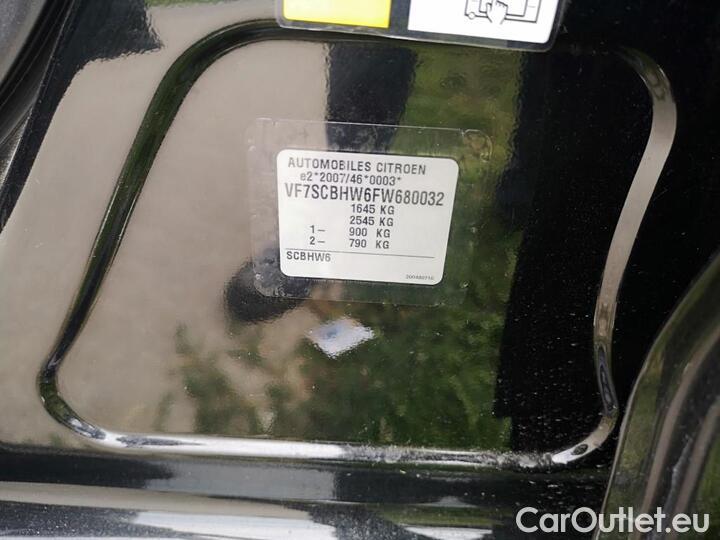 AUTOMOBILES CITROEN
e2*2007/46*0003*
VF7SCBHW6FW680032
1645 KG
2545 KG
1- 900 KG
2- 790 KG
SCBHW6
CarOutlet.eu